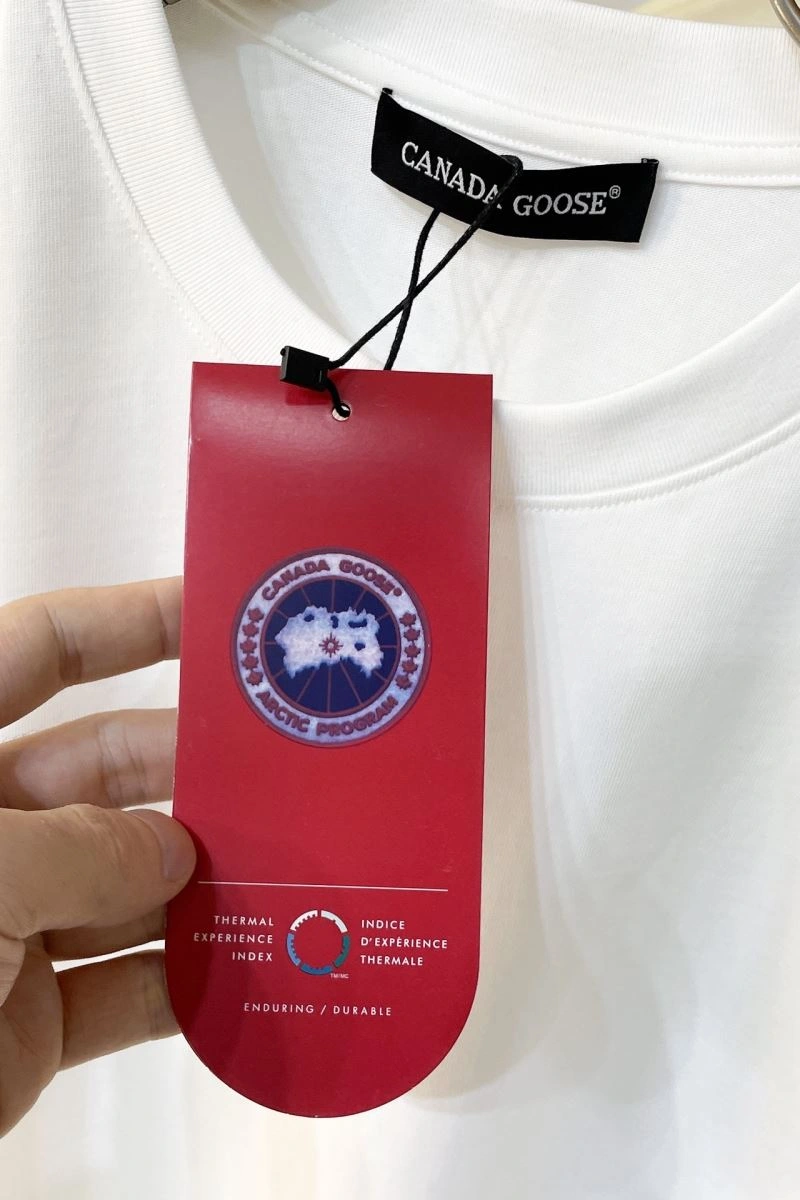 CANADA GOOSE®
CANADA GOOSE®
ARCTIC PROGRAM
THERMAL
EXPERIENCE
INDEX
TM/MC
INDICE
D'EXPÉRIENCE
THERMALE
ENDURING / DURABLE